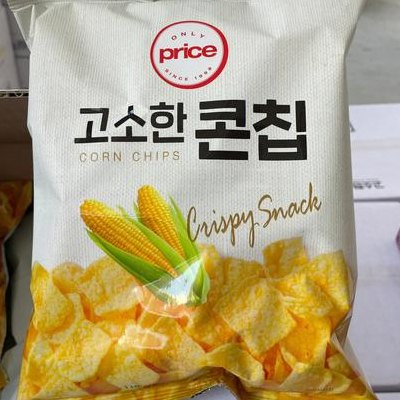 ONLY
price
SINCE 1998
고소한 콘칩
CORN CHIPS
Crispy Snack